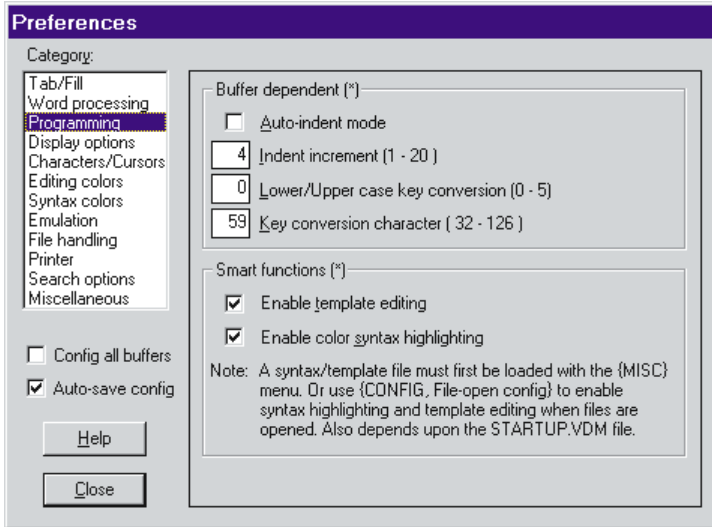 Preferences
Category:
Tab/Fill
Word processing
Programming
Display options
Characters/Cursors
Editing colors
Syntax colors
Emulation
File handling
Printer
Search options
Miscellaneous
Config all buffers
Auto-save config
Help
Close
Buffer dependent (*)
Auto-indent mode
4 Indent increment (1 - 20 )
0 Lower/Upper case key conversion (0 - 5)
59 Key conversion character ( 32 - 126 )
Smart functions (*)
Enable template editing
Enable color syntax highlighting
Note: A syntax/template file must first be loaded with the {MISC}
menu. Or use {CONFIG, File-open config} to enable
syntax highlighting and template editing when files are
opened. Also depends upon the STARTUP.VDM file.